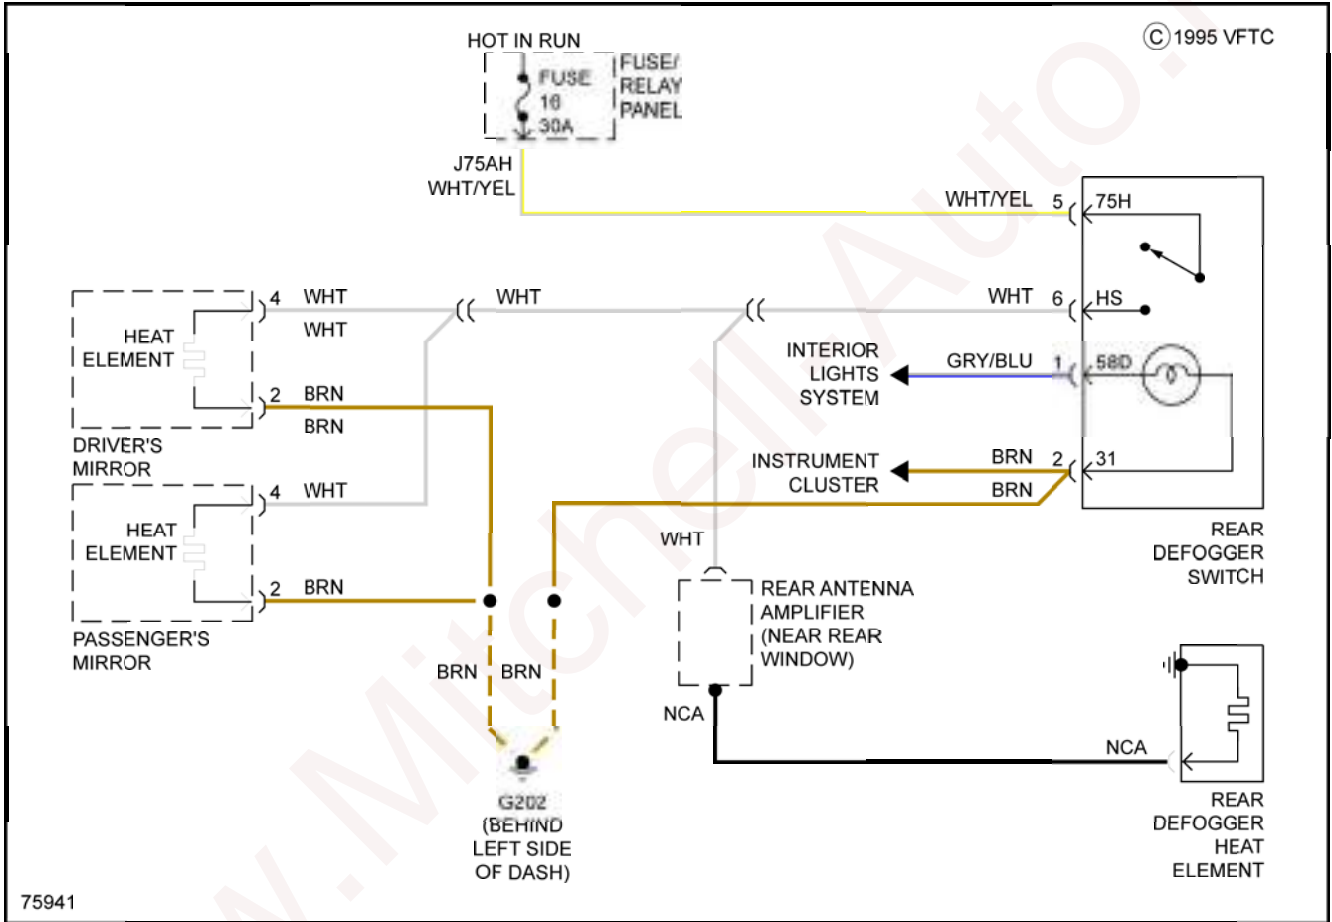 HOT IN RUN
© 1995 VFTC
FUSE
16
30A
FUSE/
RELAY
PANEL
J75AH
WHT/YEL
WHT/YEL 5 75H
4 WHT
WHT
WHT
WHT 6 HS
HEAT
ELEMENT
INTERIOR
LIGHTS
SYSTEM
GRY/BLU 1 58D
2 BRN
BRN
DRIVER'S
MIRROR
INSTRUMENT
CLUSTER
BRN 2 31
BRN
4 WHT
HEAT
ELEMENT
WHT
REAR
DEFOGGER
SWITCH
2 BRN
PASSENGER'S
MIRROR
REAR ANTENNA
AMPLIFIER
(NEAR REAR
WINDOW)
BRN BRN
NCA
NCA
G202
(BEHIND
LEFT SIDE
OF DASH)
REAR
DEFOGGER
HEAT
ELEMENT
75941
w.Mitchell-Auto.